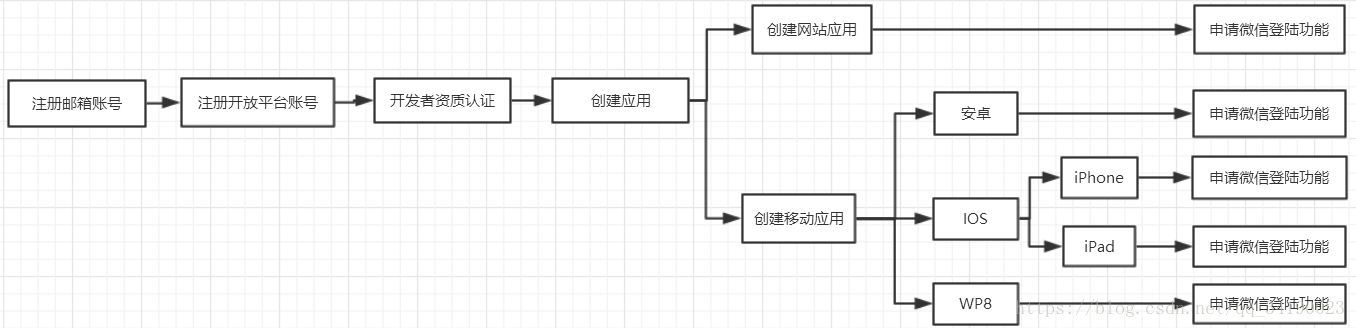 创建网站应用
申请微信登陆功能
注册邮箱账号
注册开放平台账号
开发者资质认证
创建应用
安卓
申请微信登陆功能
iPhone
申请微信登陆功能
创建移动应用
IOS
iPad
申请微信登陆功能
WP8
申请微信登陆功能